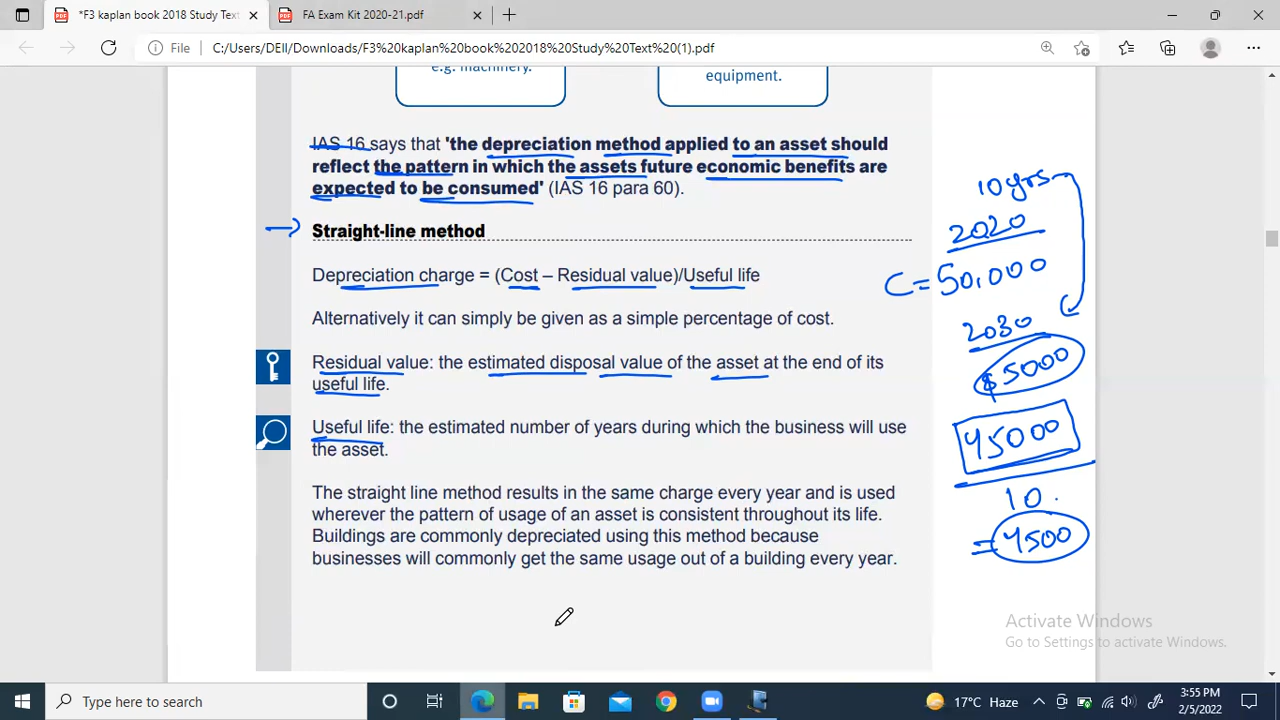 *F3 kaplan book 2018 Study Text
FA Exam Kit 2020-21.pdf
File
C:/Users/DEll/Downloads/F3%20kaplan%20book%202018%20Study%20Text%20(1).pdf
e.g. machinery.
equipment.
IAS 16 says that 'the depreciation method applied to an asset should
reflect the pattern in which the assets future economic benefits are
expected to be consumed' (IAS 16 para 60).
Straight-line method
Depreciation charge = (Cost – Residual value)/Useful life
Alternatively it can simply be given as a simple percentage of cost.
Residual value: the estimated disposal value of the asset at the end of its
useful life.
Useful life: the estimated number of years during which the business will use
the asset.
The straight line method results in the same charge every year and is used
wherever the pattern of usage of an asset is consistent throughout its life.
Buildings are commonly depreciated using this method because
businesses will commonly get the same usage out of a building every year.
10 yrs
2020
C = 50,000
2030
$5000
45000
10
= 4500
Activate Windows
Go to Settings to activate Windows.
Type here to search
17°C Haze
3:55 PM
2/5/2022